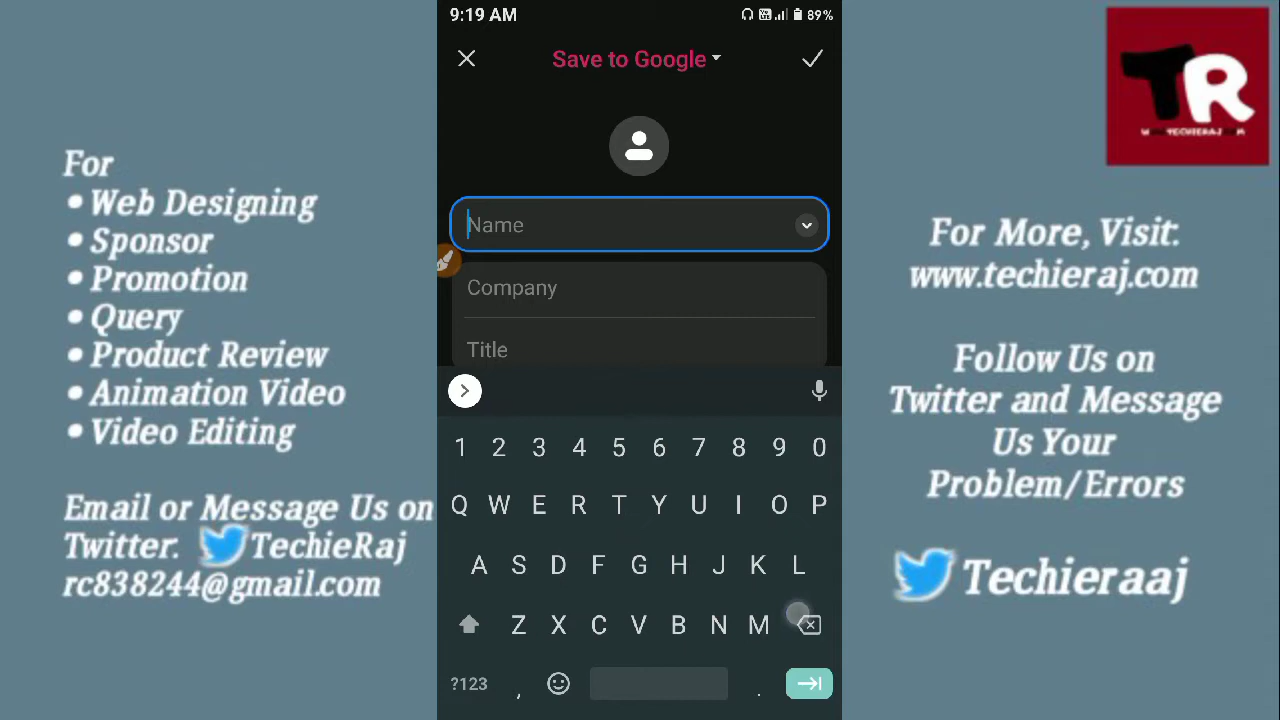 For
• Web Designing
• Sponsor
• Promotion
• Query
• Product Review
• Animation Video
• Video Editing
Email or Message Us on
Twitter. TechieRaj
rc838244@gmail.com
9:19 AM
89%
Save to Google
Name
Company
Title
1 2 3 4 5 6 7 8 9 0
Q W E R T Y U I O P
A S D F G H J K L
Z X C V B N M
?123 , .
TR
For More, Visit:
www.techieraj.com
Follow Us on
Twitter and Message
Us Your
Problem/Errors
Techieraaj